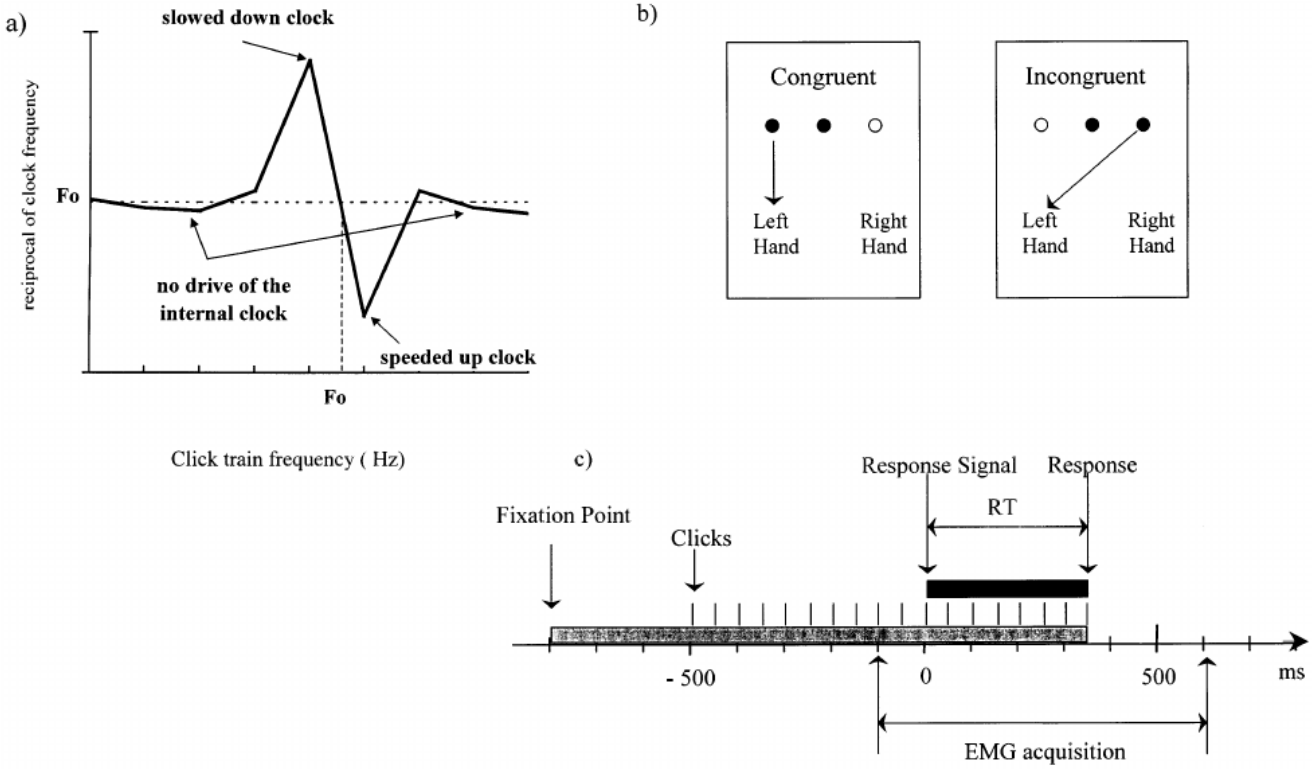 a)
slowed down clock
reciprocal of clock frequency
Fo
no drive of the
internal clock
speeded up clock
Fo
Click train frequency ( Hz)
b)
Congruent
Left
Hand
Right
Hand
Incongruent
Left
Hand
Right
Hand
c)
Response Signal
Response
RT
Fixation Point
Clicks
- 500
0
500
ms
EMG acquisition